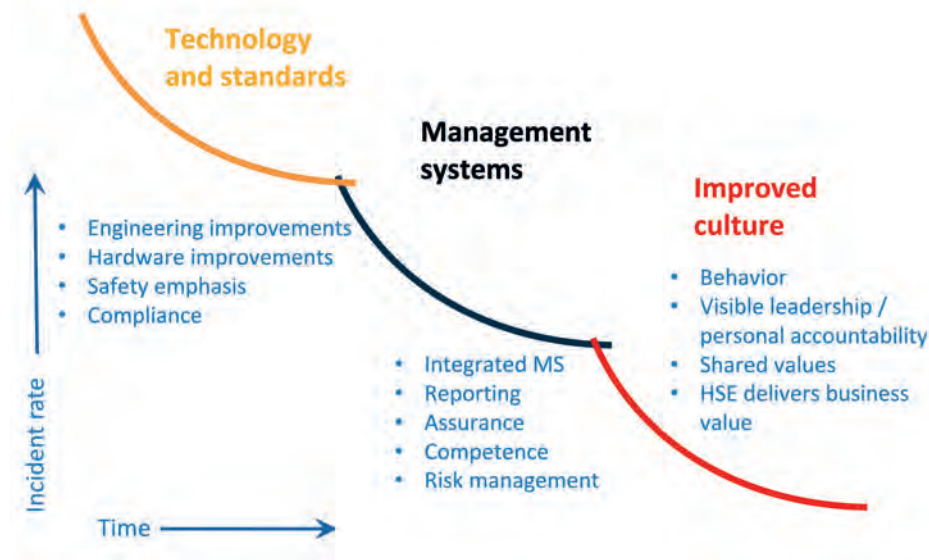 Technology
and standards
• Engineering improvements
• Hardware improvements
• Safety emphasis
• Compliance
Management
systems
• Integrated MS
• Reporting
• Assurance
• Competence
• Risk management
Improved
culture
• Behavior
• Visible leadership /
personal accountability
• Shared values
• HSE delivers business
value
Incident rate
Time